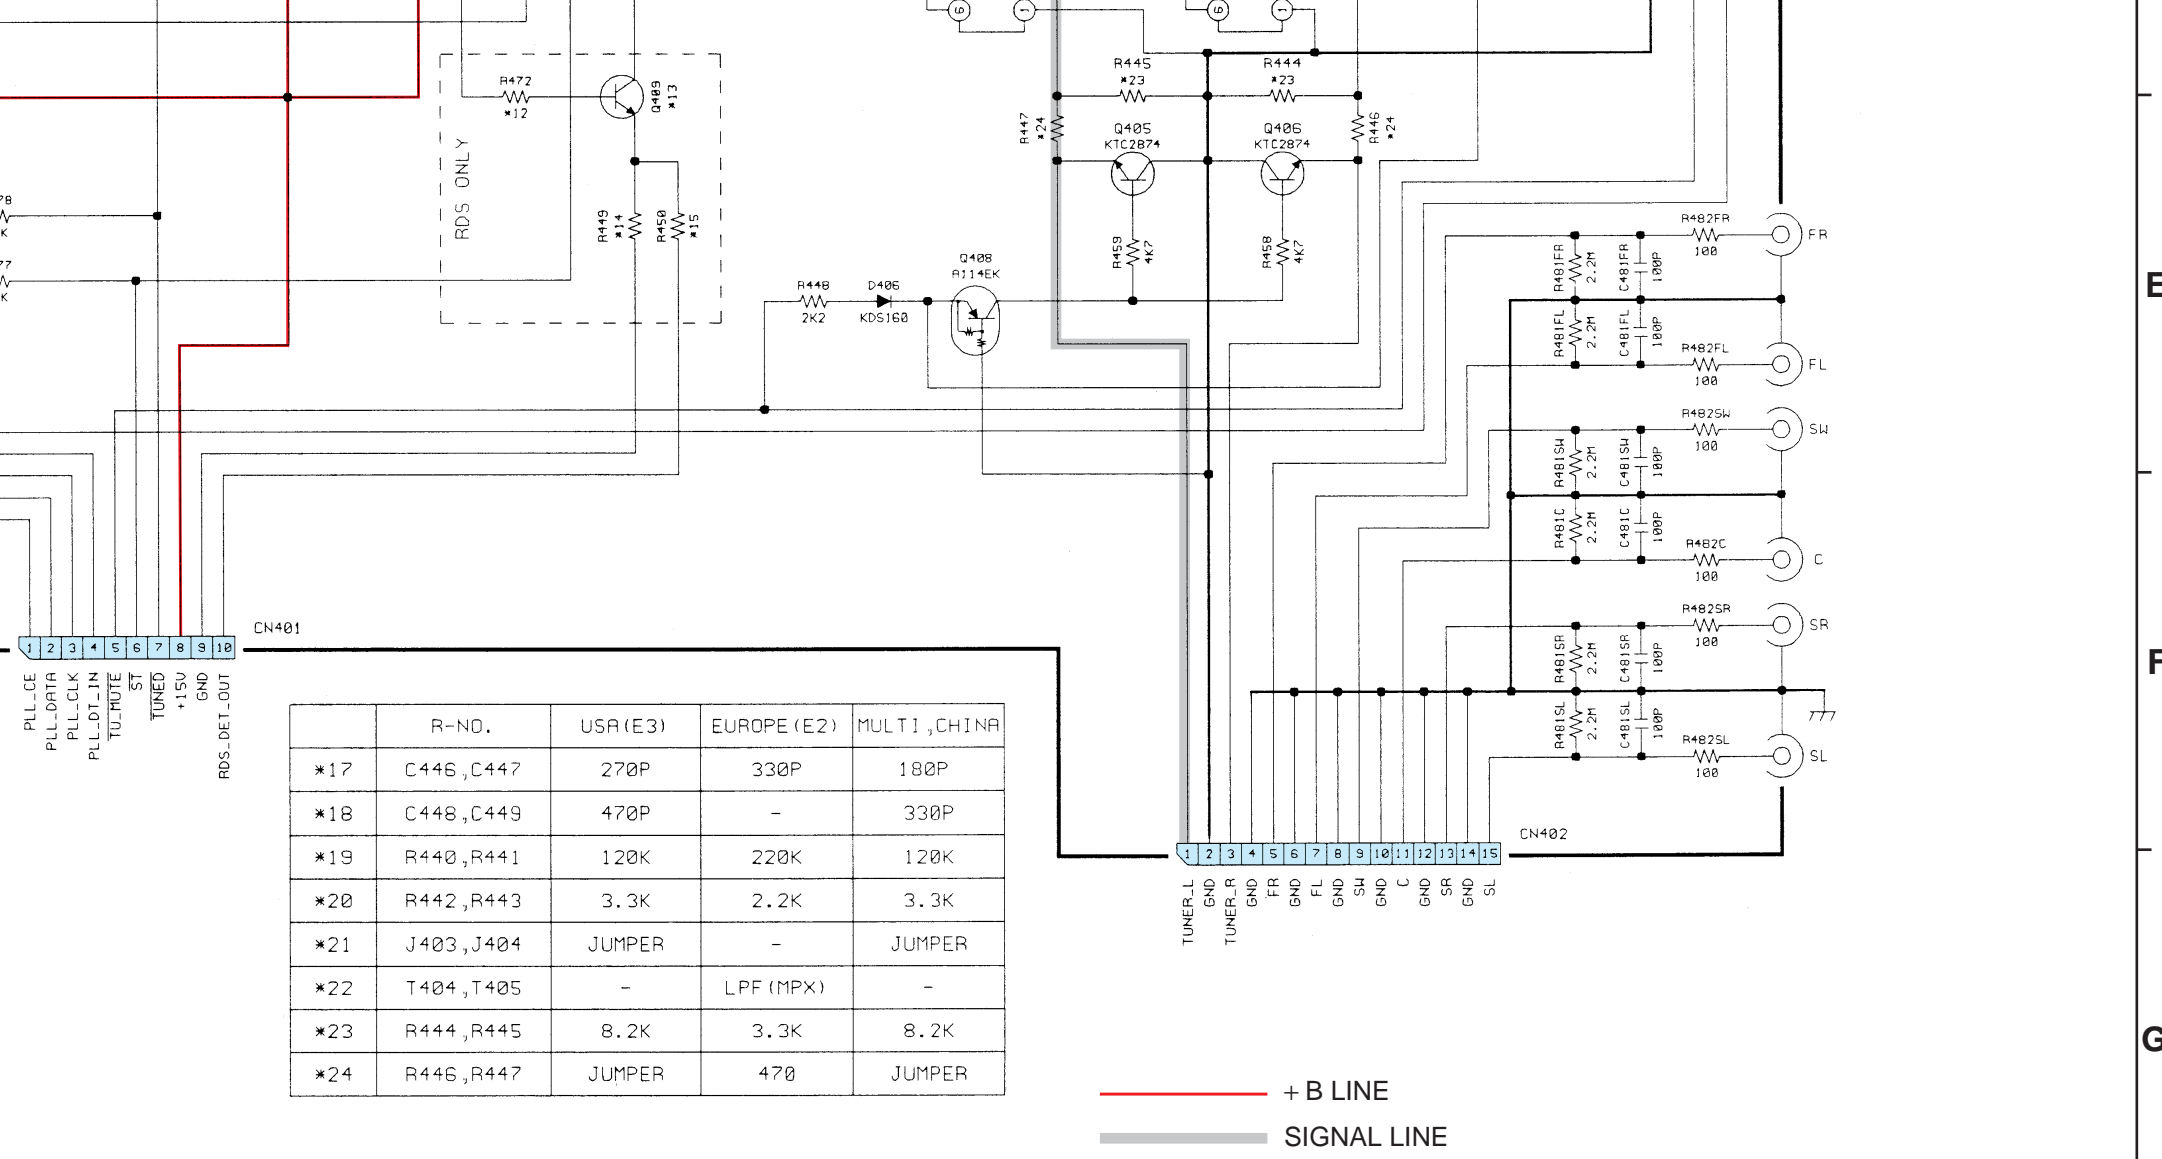 6 1 6 1
R472
*12
Q409
*13
RDS ONLY
R449
*14
R450
*15
78
K
77
K
R445
*23
R444
*23
R447
*24
R446
*24
Q405
KTC2874
Q406
KTC2874
R459
4K7
R458
4K7
Q408
A114EK
R448
2K2
D406
KDS160
R482FR
100
FR
R481FR
2.2M
C481FR
100P
E
R481FL
2.2M
C481FL
100P
R482FL
100
FL
R482SW
100
SW
R481SW
2.2M
C481SW
100P
R481C
2.2M
C481C
100P
R482C
100
C
R482SR
100
SR
R481SR
2.2M
C481SR
100P
F
R481SL
2.2M
C481SL
100P
R482SL
100
SL
CN401
1 2 3 4 5 6 7 8 9 10
PLL_CE
PLL_DATA
PLL_CLK
PLL_DT_IN
TU_MUTE
ST
TUNED
+15V
GND
RDS_DET_OUT
R-NO. USA(E3) EUROPE(E2) MULTI,CHINA
*17 C446,C447 270P 330P 180P
*18 C448,C449 470P - 330P
*19 R440,R441 120K 220K 120K
*20 R442,R443 3.3K 2.2K 3.3K
*21 J403,J404 JUMPER - JUMPER
*22 T404,T405 - LPF(MPX) -
*23 R444,R445 8.2K 3.3K 8.2K
*24 R446,R447 JUMPER 470 JUMPER
CN402
1 2 3 4 5 6 7 8 9 10 11 12 13 14 15
TUNER_L
GND
TUNER_R
GND
FR
GND
FL
GND
SW
GND
C
GND
SR
GND
SL
G
+ B LINE
SIGNAL LINE